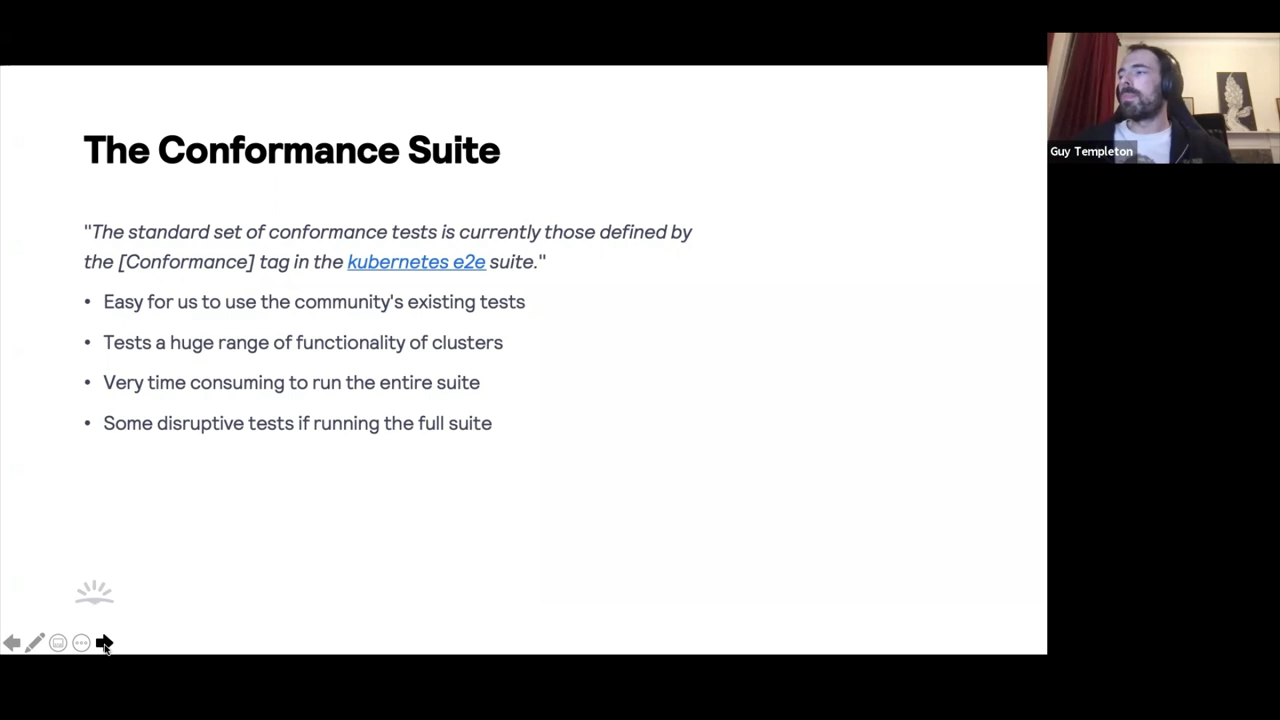 The Conformance Suite
"The standard set of conformance tests is currently those defined by
the [Conformance] tag in the kubernetes e2e suite."
• Easy for us to use the community's existing tests
• Tests a huge range of functionality of clusters
• Very time consuming to run the entire suite
• Some disruptive tests if running the full suite
Guy Templeton